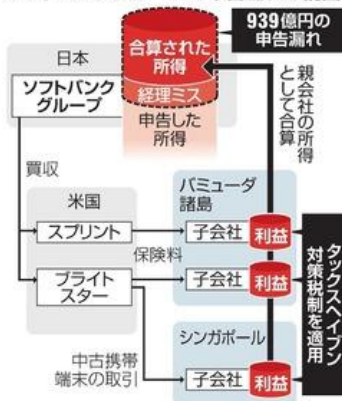 939億円の
申告漏れ
日本
合算された
所得
ソフトバンク
グループ
経理ミス
申告した
所得
親会社の所得
として合算
買収
米国
バミューダ
諸島
スプリント
子会社
利益
保険料
ブライト
スター
子会社
利益
タックスヘイブン
対策税制を適用
シンガポール
中古携帯
端末の取引
子会社
利益